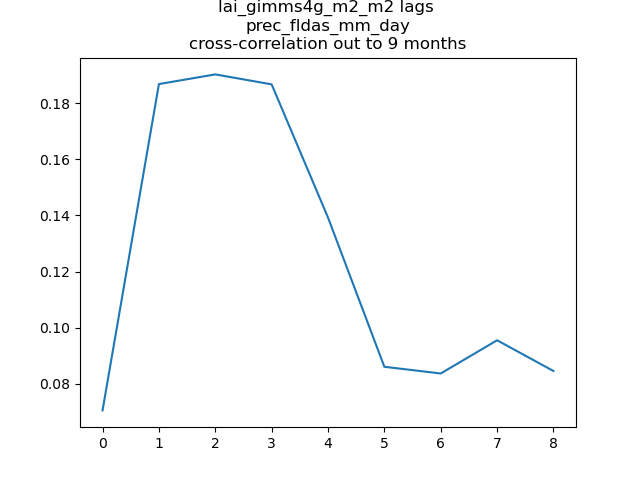 lai_gimms4g_m2_m2 lags
prec_fldas_mm_day
cross-correlation out to 9 months
0.18
0.16
0.14
0.12
0.10
0.08
0 1 2 3 4 5 6 7 8